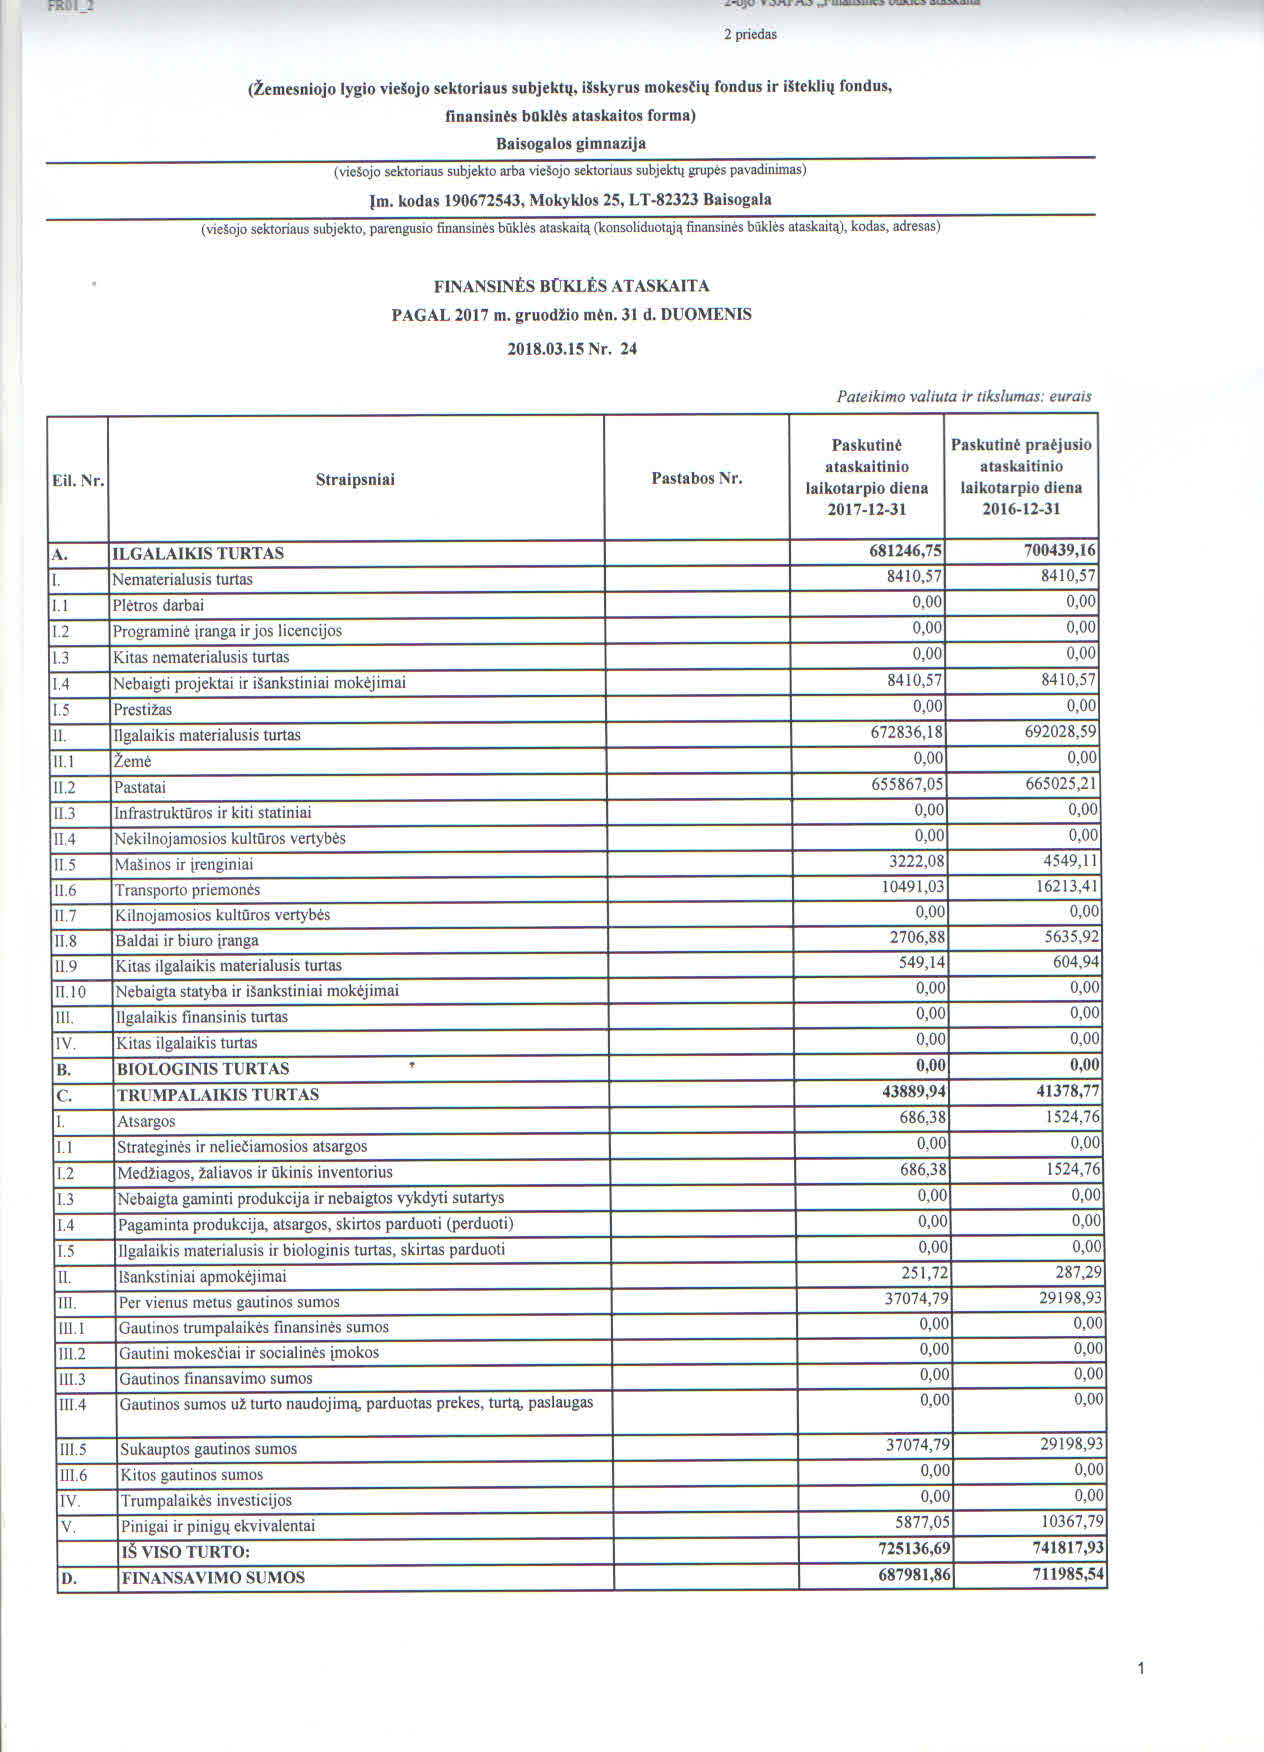 FR01_2
2-ojo VSAFAS „Finansinės būklės ataskaita“
2 priedas
(Žemesniojo lygio viešojo sektoriaus subjektų, išskyrus mokesčių fondus ir išteklių fondus,
finansinės būklės ataskaitos forma)
Baisogalos gimnazija
(viešojo sektoriaus subjekto arba viešojo sektoriaus subjektų grupės pavadinimas)
Įm. kodas 190672543, Mokyklos 25, LT-82323 Baisogala
(viešojo sektoriaus subjekto, parengusio finansinės būklės ataskaitą (konsoliduotąją finansinės būklės ataskaitą), kodas, adresas)
FINANSINĖS BŪKLĖS ATASKAITA
PAGAL 2017 m. gruodžio mėn. 31 d. DUOMENIS
2018.03.15 Nr. 24
Pateikimo valiuta ir tikslumas: eurais
Eil. Nr. Straipsniai Pastabos Nr. Paskutinė ataskaitinio laikotarpio diena 2017-12-31 Paskutinė praėjusio ataskaitinio laikotarpio diena 2016-12-31
A. ILGALAIKIS TURTAS 681246,75 700439,16
I. Nematerialusis turtas 8410,57 8410,57
I.1 Plėtros darbai 0,00 0,00
I.2 Programinė įranga ir jos licencijos 0,00 0,00
I.3 Kitas nematerialusis turtas 0,00 0,00
I.4 Nebaigti projektai ir išankstiniai mokėjimai 8410,57 8410,57
I.5 Prestižas 0,00 0,00
II. Ilgalaikis materialusis turtas 672836,18 692028,59
II.1 Žemė 0,00 0,00
II.2 Pastatai 655867,05 665025,21
II.3 Infrastruktūros ir kiti statiniai 0,00 0,00
II.4 Nekilnojamosios kultūros vertybės 0,00 0,00
II.5 Mašinos ir įrenginiai 3222,08 4549,11
II.6 Transporto priemonės 10491,03 16213,41
II.7 Kilnojamosios kultūros vertybės 0,00 0,00
II.8 Baldai ir biuro įranga 2706,88 5635,92
II.9 Kitas ilgalaikis materialusis turtas 549,14 604,94
II.10 Nebaigta statyba ir išankstiniai mokėjimai 0,00 0,00
III. Ilgalaikis finansinis turtas 0,00 0,00
IV. Kitas ilgalaikis turtas 0,00 0,00
B. BIOLOGINIS TURTAS 0,00 0,00
C. TRUMPALAIKIS TURTAS 43889,94 41378,77
I. Atsargos 686,38 1524,76
I.1 Strateginės ir neliečiamosios atsargos 0,00 0,00
I.2 Medžiagos, žaliavos ir ūkinis inventorius 686,38 1524,76
I.3 Nebaigta gaminti produkcija ir nebaigtos vykdyti sutartys 0,00 0,00
I.4 Pagaminta produkcija, atsargos, skirtos parduoti (perduoti) 0,00 0,00
I.5 Ilgalaikis materialusis ir biologinis turtas, skirtas parduoti 0,00 0,00
II. Išankstiniai apmokėjimai 251,72 287,29
III. Per vienus metus gautinos sumos 37074,79 29198,93
III.1 Gautinos trumpalaikės finansinės sumos 0,00 0,00
III.2 Gautini mokesčiai ir socialinės įmokos 0,00 0,00
III.3 Gautinos finansavimo sumos 0,00 0,00
III.4 Gautinos sumos už turto naudojimą, parduotas prekes, turtą, paslaugas 0,00 0,00
III.5 Sukauptos gautinos sumos 37074,79 29198,93
III.6 Kitos gautinos sumos 0,00 0,00
IV. Trumpalaikės investicijos 0,00 0,00
V. Pinigai ir pinigų ekvivalentai 5877,05 10367,79
IŠ VISO TURTO: 725136,69 741817,93
D. FINANSAVIMO SUMOS 687981,86 711985,54
1